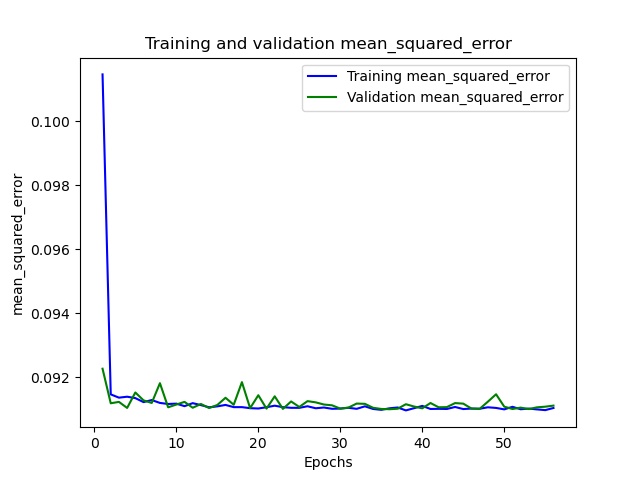 Training and validation mean_squared_error
Training mean_squared_error
Validation mean_squared_error
mean_squared_error
0.100
0.098
0.096
0.094
0.092
0 10 20 30 40 50
Epochs